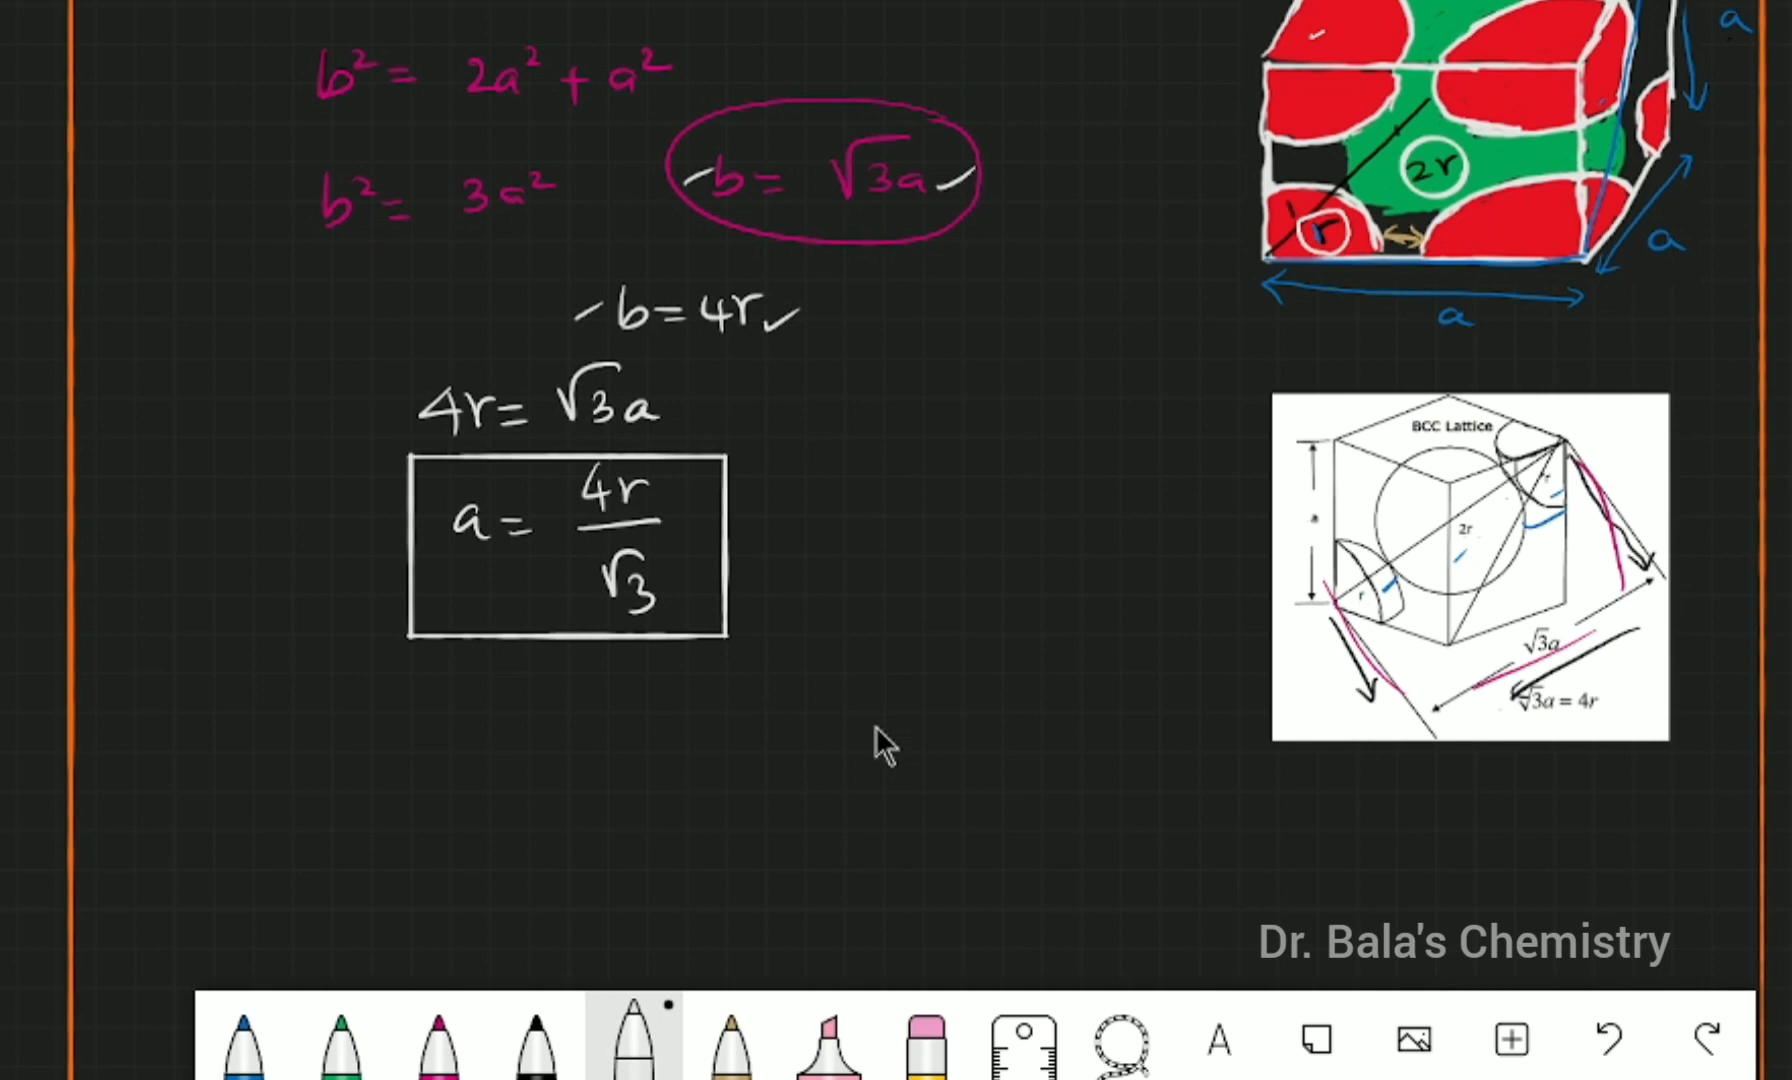 b² = 2a² + a²
b² = 3a²
b = √3a
b = 4r
4r = √3a
a = 4r/√3
a
2r
r
a
a
BCC Lattice
r
a
2r
r
√3a
√3a = 4r
Dr. Bala's Chemistry
A